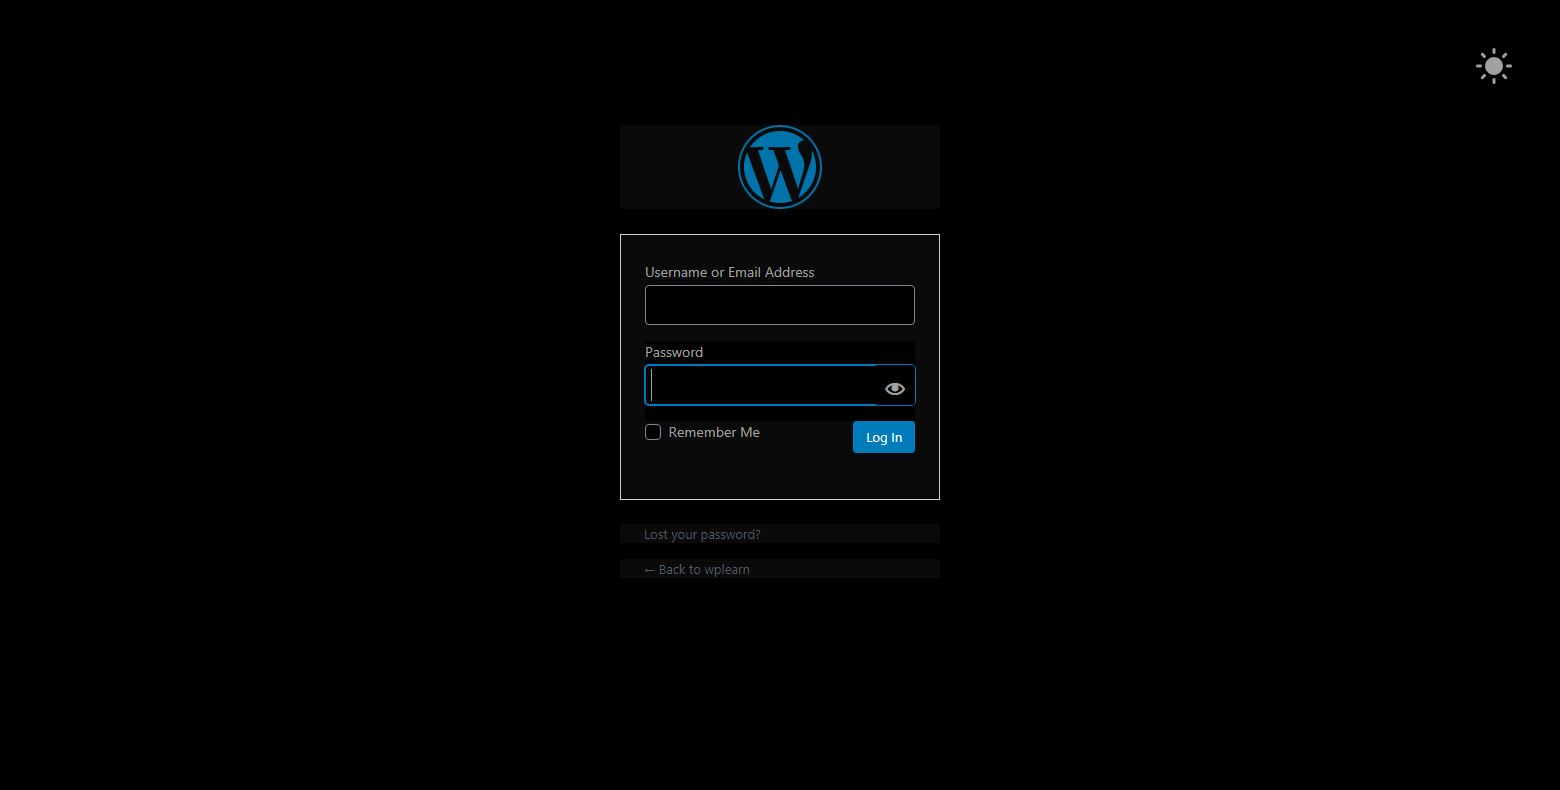 Username or Email Address
Password
Remember Me
Log In
Lost your password?
← Back to wplearn